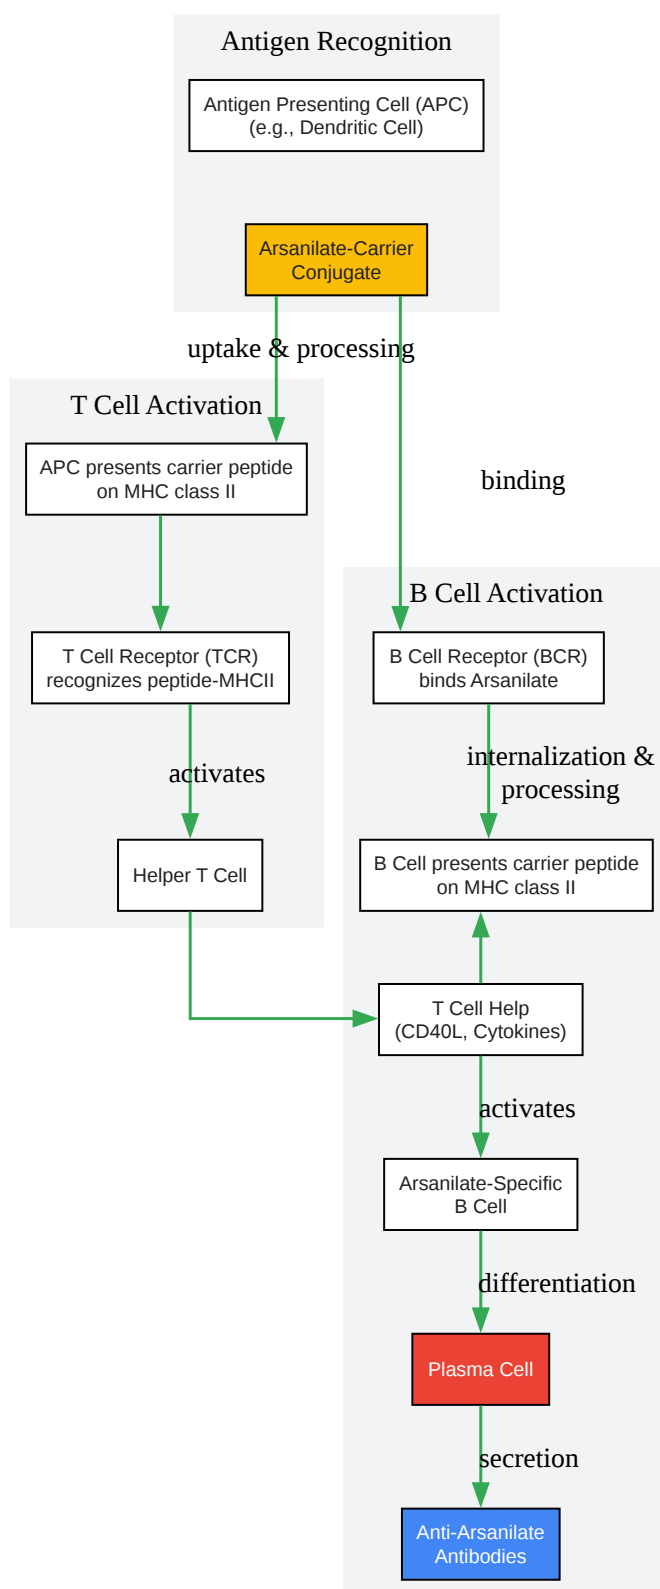 Antigen Recognition
Antigen Presenting Cell (APC)
(e.g., Dendritic Cell)
Arsanilate-Carrier
Conjugate
uptake & processing
T Cell Activation
APC presents carrier peptide
on MHC class II
binding
B Cell Activation
T Cell Receptor (TCR)
recognizes peptide-MHCII
B Cell Receptor (BCR)
binds Arsanilate
activates
internalization &
processing
Helper T Cell
B Cell presents carrier peptide
on MHC class II
T Cell Help
(CD40L, Cytokines)
activates
Arsanilate-Specific
B Cell
differentiation
Plasma Cell
secretion
Anti-Arsanilate
Antibodies